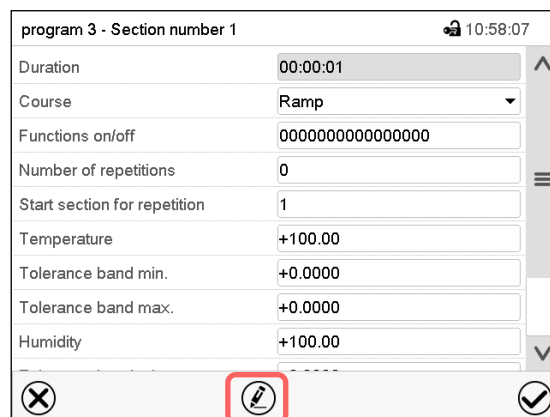 program 3 - Section number 1 10:58:07
Duration 00:00:01
Course Ramp
Functions on/off 0000000000000000
Number of repetitions 0
Start section for repetition 1
Temperature +100.00
Tolerance band min. +0.0000
Tolerance band max. +0.0000
Humidity +100.00